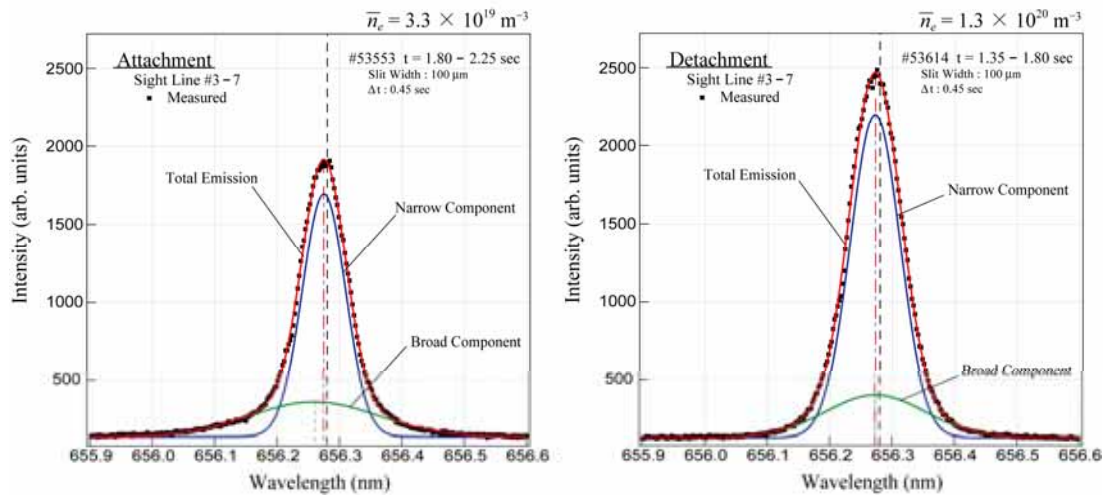 n̅e = 3.3 × 10¹⁹ m⁻³
Attachment
#53553 t = 1.80 – 2.25 sec
Sight Line #3 – 7
Slit Width : 100 μm
■ Measured
Δt : 0.45 sec
Total Emission
Narrow Component
Broad Component
2500
2000
1500
1000
500
Intensity (arb. units)
655.9 656.0 656.1 656.2 656.3 656.4 656.5 656.6
Wavelength (nm)
n̅e = 1.3 × 10²⁰ m⁻³
Detachment
#53614 t = 1.35 – 1.80 sec
Sight Line #3 – 7
Slit Width : 100 μm
■ Measured
Δt : 0.45 sec
Total Emission
Narrow Component
Broad Component
2500
2000
1500
1000
500
Intensity (arb. units)
655.9 656.0 656.1 656.2 656.3 656.4 656.5 656.6
Wavelength (nm)